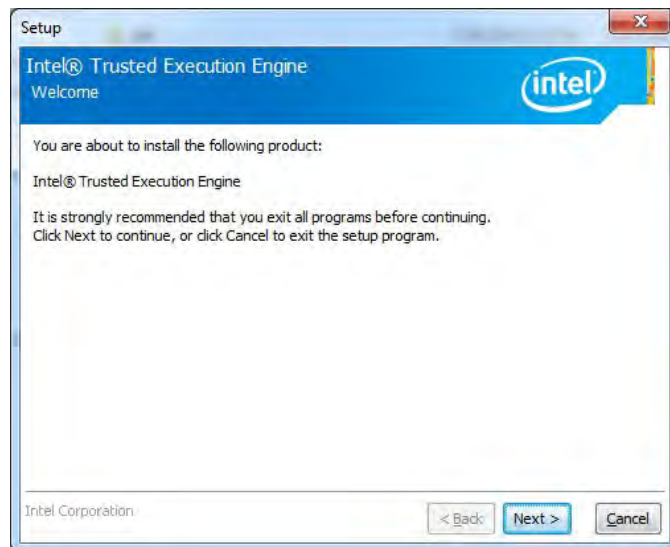 Setup
Intel® Trusted Execution Engine
Welcome
intel
You are about to install the following product:
Intel® Trusted Execution Engine
It is strongly recommended that you exit all programs before continuing.
Click Next to continue, or click Cancel to exit the setup program.
Intel Corporation
< Back
Next >
Cancel